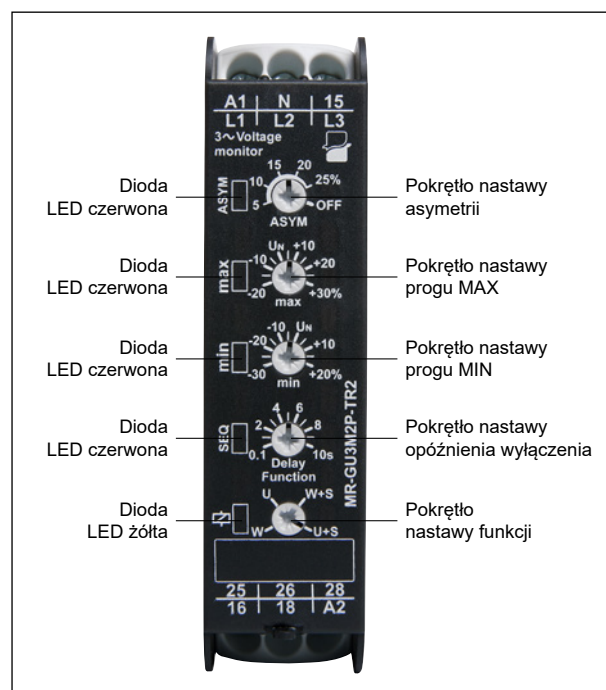 A1 N 15
L1 L2 L3
3~Voltage
monitor
Dioda
LED czerwona
ASYM
5 10 15 20 25% OFF
ASYM
Pokrętło nastawy
asymetrii
Dioda
LED czerwona
max
-20 -10 UN +10 +20 +30%
max
Pokrętło nastawy
progu MAX
Dioda
LED czerwona
min
-30 -20 -10 UN +10 +20%
min
Pokrętło nastawy
progu MIN
Dioda
LED czerwona
SEQ
0.1 2 4 6 8 10s
Delay
Function
Pokrętło nastawy
opóźnienia wyłączenia
MR-GU3M2P-TR2
Dioda
LED żółta
W U W+S U+S
Pokrętło
nastawy funkcji
25 26 28
16 18 A2